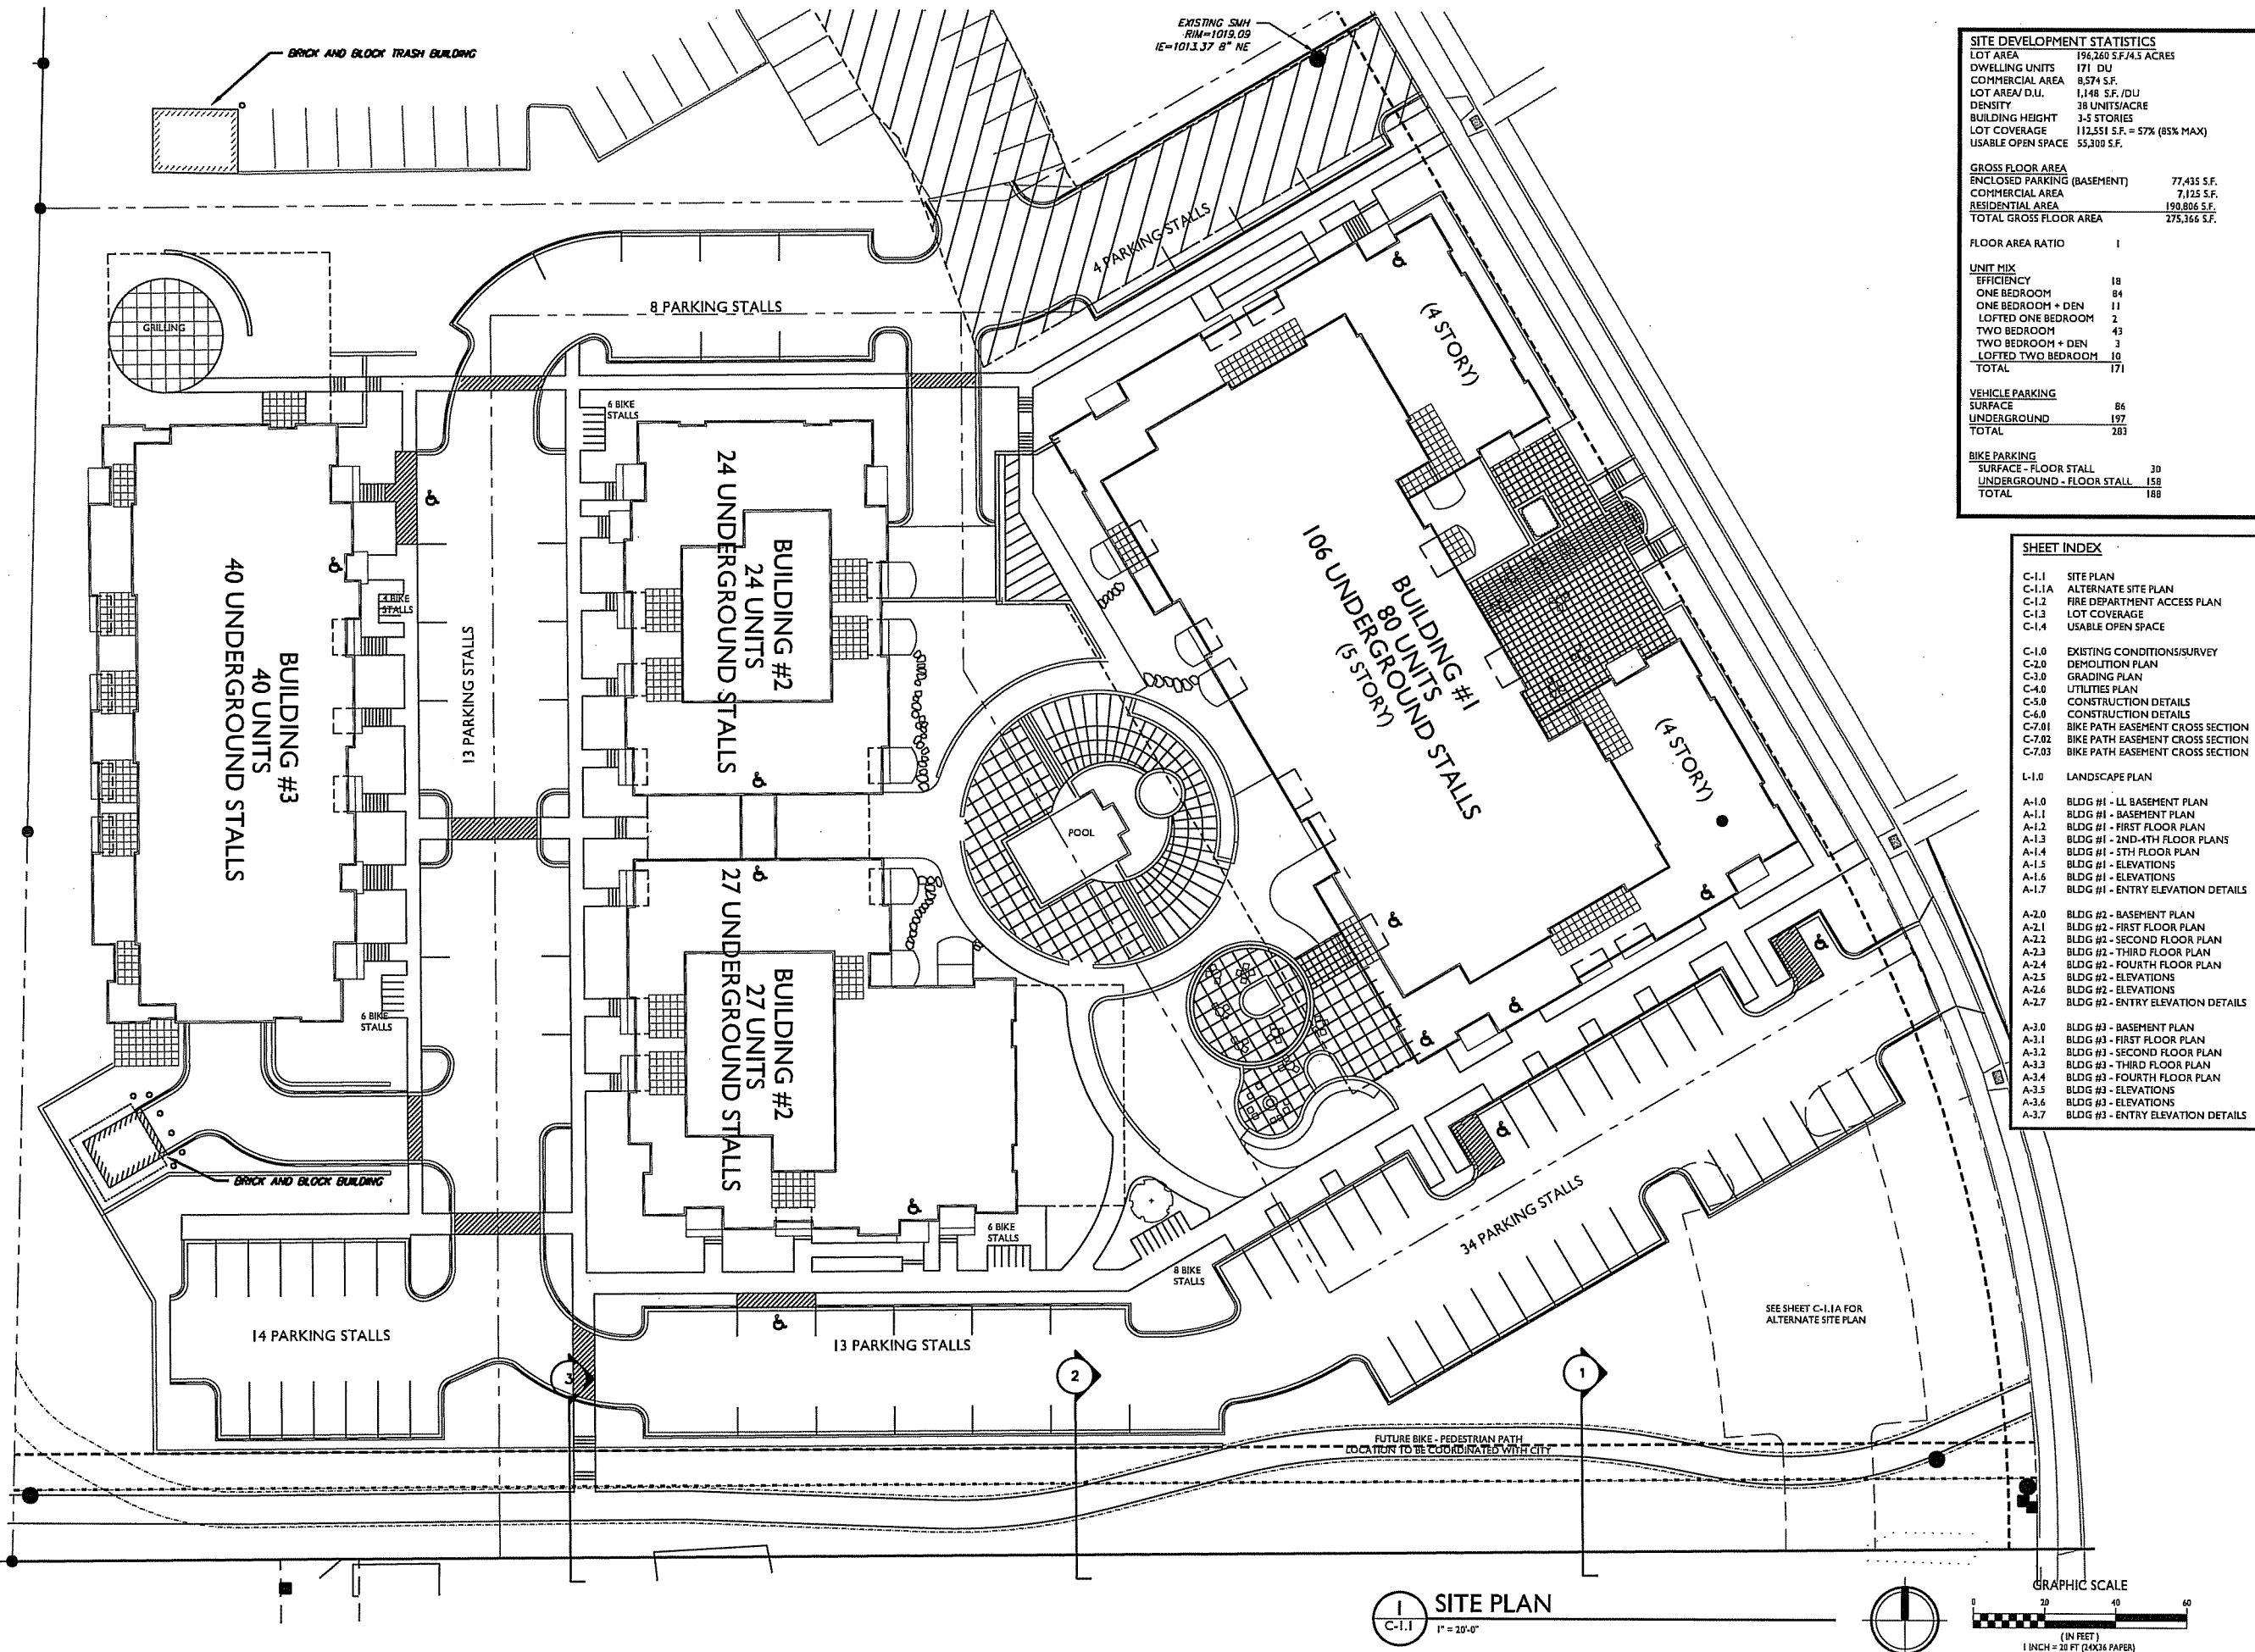 BRICK AND BLOCK TRASH BUILDING
EXISTING SMH
RIM=1019.09
IE=1013.37 8" NE
4 PARKING STALLS
8 PARKING STALLS
GRILLING
(4 STORY)
6 BIKE
STALLS
BUILDING #3
40 UNITS
40 UNDERGROUND STALLS
4 BIKE
STALLS
13 PARKING STALLS
BUILDING #2
24 UNITS
24 UNDERGROUND STALLS
BUILDING #1
80 UNITS
106 UNDERGROUND STALLS
(5 STORY)
(4 STORY)
POOL
BUILDING #2
27 UNITS
27 UNDERGROUND STALLS
6 BIKE
STALLS
BRICK AND BLOCK BUILDING
6 BIKE
STALLS
8 BIKE
STALLS
34 PARKING STALLS
14 PARKING STALLS
13 PARKING STALLS
SEE SHEET C-1.1A FOR
ALTERNATE SITE PLAN
3
2
1
FUTURE BIKE - PEDESTRIAN PATH
LOCATION TO BE COORDINATED WITH CITY
1
C-1.1
SITE PLAN
1" = 20'-0"
GRAPHIC SCALE
0 20 40 60
(IN FEET)
1 INCH = 20 FT (24X36 PAPER)
SITE DEVELOPMENT STATISTICS
LOT AREA 196,260 S.F./4.5 ACRES
DWELLING UNITS 171 DU
COMMERCIAL AREA 8,574 S.F.
LOT AREA/ D.U. 1,148 S.F. /DU
DENSITY 38 UNITS/ACRE
BUILDING HEIGHT 3-5 STORIES
LOT COVERAGE 112,551 S.F. = 57% (85% MAX)
USABLE OPEN SPACE 55,300 S.F.
GROSS FLOOR AREA
ENCLOSED PARKING (BASEMENT) 77,435 S.F.
COMMERCIAL AREA 7,125 S.F.
RESIDENTIAL AREA 190,806 S.F.
TOTAL GROSS FLOOR AREA 275,366 S.F.
FLOOR AREA RATIO 1
UNIT MIX
EFFICIENCY 18
ONE BEDROOM 84
ONE BEDROOM + DEN 11
LOFTED ONE BEDROOM 2
TWO BEDROOM 43
TWO BEDROOM + DEN 3
LOFTED TWO BEDROOM 10
TOTAL 171
VEHICLE PARKING
SURFACE 86
UNDERGROUND 197
TOTAL 283
BIKE PARKING
SURFACE - FLOOR STALL 30
UNDERGROUND - FLOOR STALL 158
TOTAL 188
SHEET INDEX
C-1.1 SITE PLAN
C-1.1A ALTERNATE SITE PLAN
C-1.2 FIRE DEPARTMENT ACCESS PLAN
C-1.3 LOT COVERAGE
C-1.4 USABLE OPEN SPACE
C-1.0 EXISTING CONDITIONS/SURVEY
C-2.0 DEMOLITION PLAN
C-3.0 GRADING PLAN
C-4.0 UTILITIES PLAN
C-5.0 CONSTRUCTION DETAILS
C-6.0 CONSTRUCTION DETAILS
C-7.01 BIKE PATH EASEMENT CROSS SECTION
C-7.02 BIKE PATH EASEMENT CROSS SECTION
C-7.03 BIKE PATH EASEMENT CROSS SECTION
L-1.0 LANDSCAPE PLAN
A-1.0 BLDG #1 - LL BASEMENT PLAN
A-1.1 BLDG #1 - BASEMENT PLAN
A-1.2 BLDG #1 - FIRST FLOOR PLAN
A-1.3 BLDG #1 - 2ND-4TH FLOOR PLANS
A-1.4 BLDG #1 - 5TH FLOOR PLAN
A-1.5 BLDG #1 - ELEVATIONS
A-1.6 BLDG #1 - ELEVATIONS
A-1.7 BLDG #1 - ENTRY ELEVATION DETAILS
A-2.0 BLDG #2 - BASEMENT PLAN
A-2.1 BLDG #2 - FIRST FLOOR PLAN
A-2.2 BLDG #2 - SECOND FLOOR PLAN
A-2.3 BLDG #2 - THIRD FLOOR PLAN
A-2.4 BLDG #2 - FOURTH FLOOR PLAN
A-2.5 BLDG #2 - ELEVATIONS
A-2.6 BLDG #2 - ELEVATIONS
A-2.7 BLDG #2 - ENTRY ELEVATION DETAILS
A-3.0 BLDG #3 - BASEMENT PLAN
A-3.1 BLDG #3 - FIRST FLOOR PLAN
A-3.2 BLDG #3 - SECOND FLOOR PLAN
A-3.3 BLDG #3 - THIRD FLOOR PLAN
A-3.4 BLDG #3 - FOURTH FLOOR PLAN
A-3.5 BLDG #3 - ELEVATIONS
A-3.6 BLDG #3 - ELEVATIONS
A-3.7 BLDG #3 - ENTRY ELEVATION DETAILS